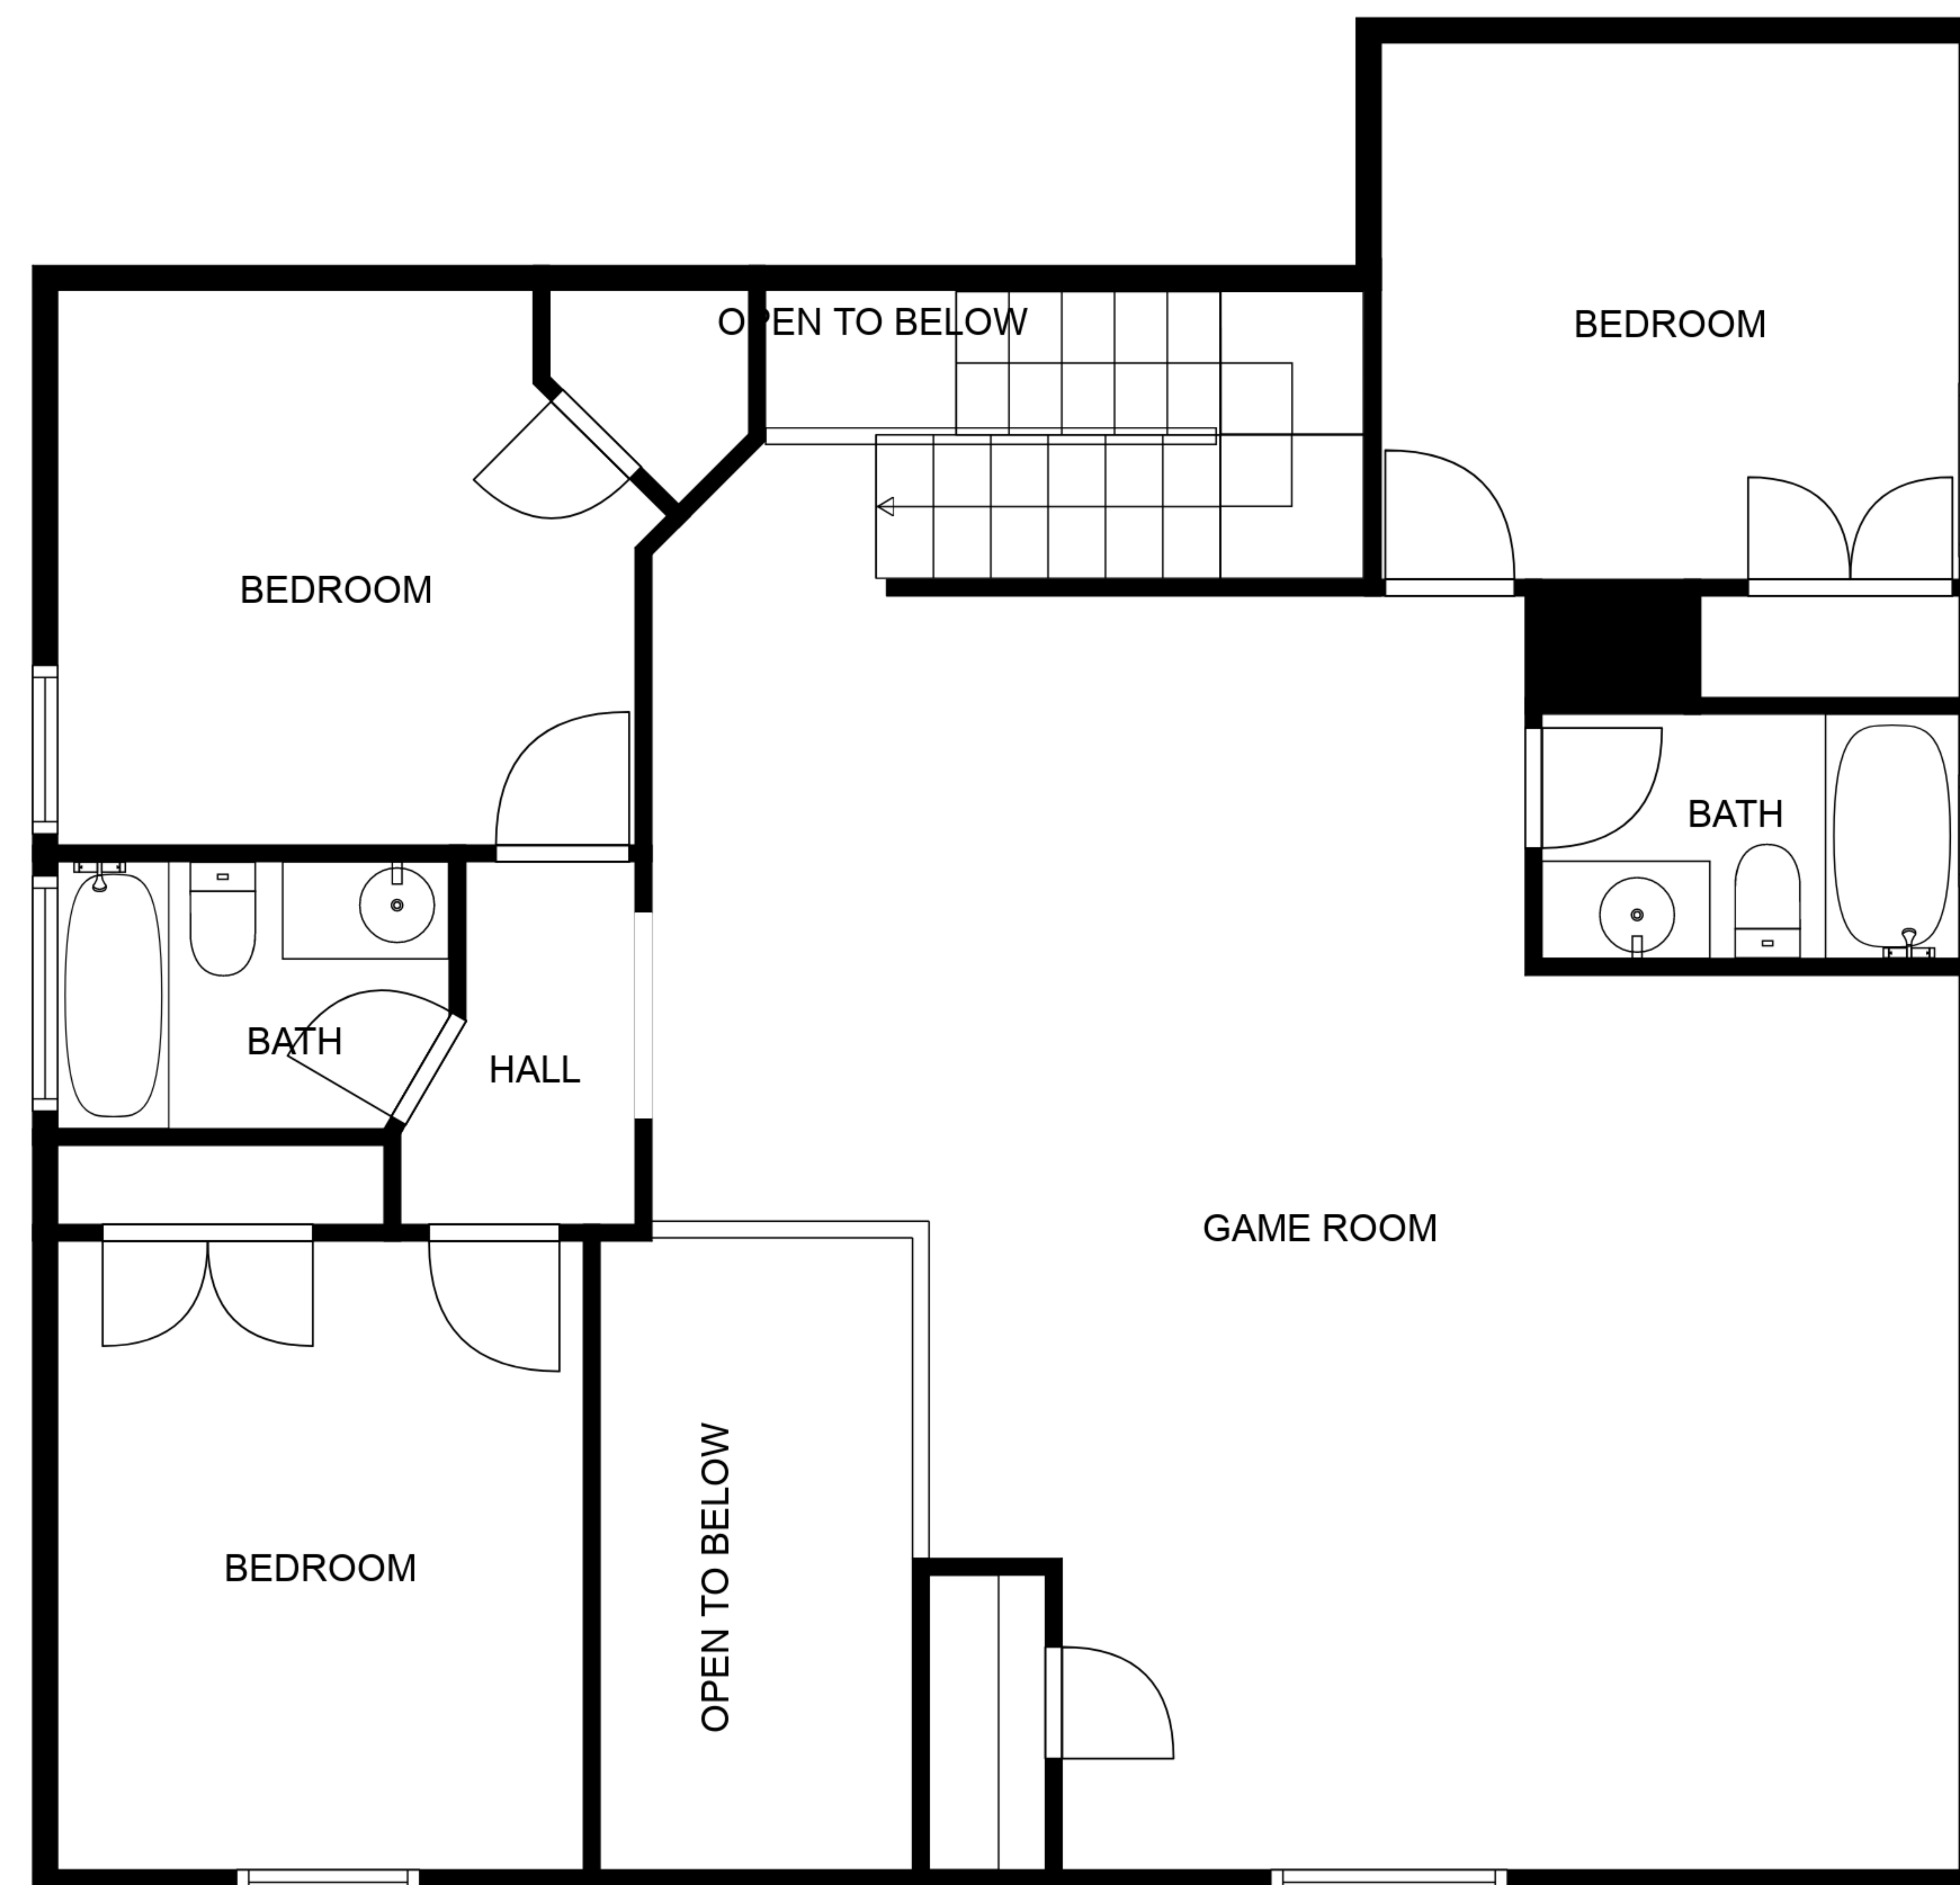 OPEN TO BELOW
BEDROOM
BEDROOM
BATH
BATH
HALL
GAME ROOM
BEDROOM
OPEN TO BELOW